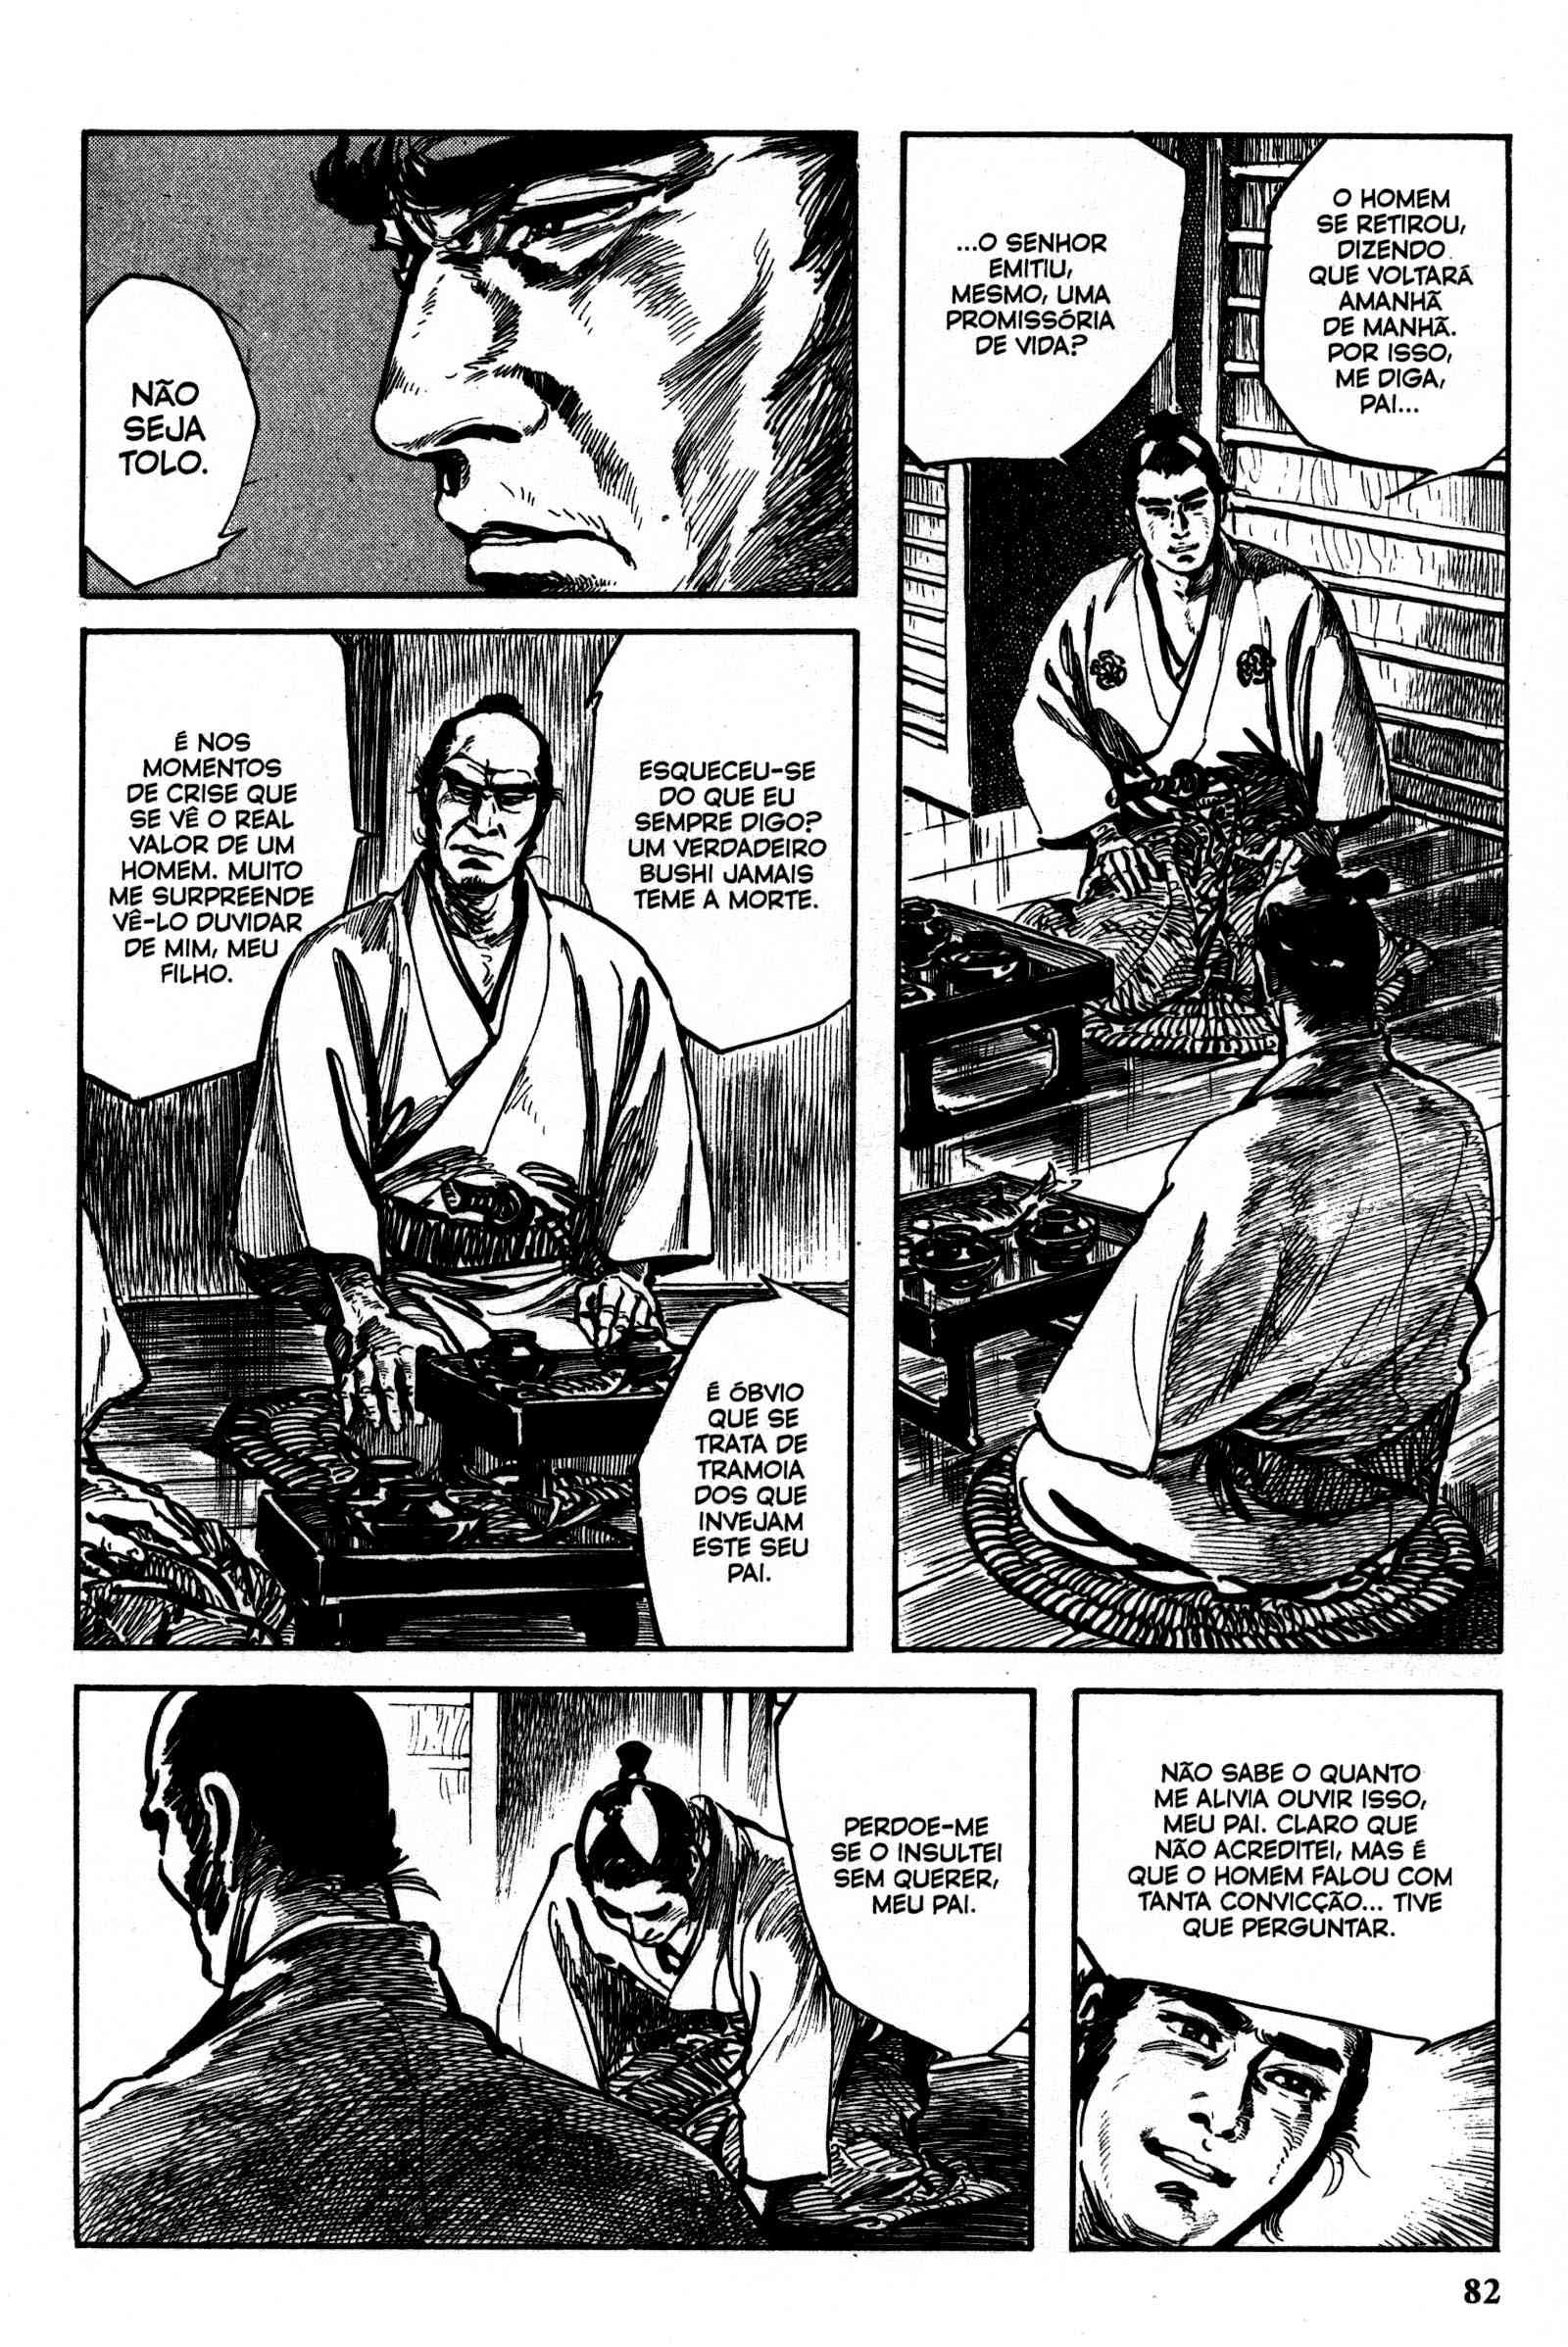 O HOMEM
SE RETIROU,
DIZENDO
QUE VOLTARÁ
AMANHÃ
DE MANHÃ.
POR ISSO,
ME DIGA,
PAI...
...O SENHOR
EMITIU,
MESMO, UMA
PROMISSÓRIA
DE VIDA?
NÃO
SEJA
TOLO.
ESQUECEU-SE
DO QUE EU
SEMPRE DIGO?
UM VERDADEIRO
BUSHI JAMAIS
TEME A MORTE.
É NOS
MOMENTOS
DE CRISE QUE
SE VÊ O REAL
VALOR DE UM
HOMEM. MUITO
ME SURPREENDE
VÊ-LO DUVIDAR
DE MIM, MEU
FILHO.
É ÓBVIO
QUE SE
TRATA DE
TRAMOIA
DOS QUE
INVEJAM
ESTE SEU
PAI.
NÃO SABE O QUANTO
ME ALIVIA OUVIR ISSO,
MEU PAI. CLARO QUE
NÃO ACREDITEI, MAS É
QUE O HOMEM FALOU COM
TANTA CONVICÇÃO... TIVE
QUE PERGUNTAR.
PERDOE-ME
SE O INSULTEI
SEM QUERER,
MEU PAI.
82